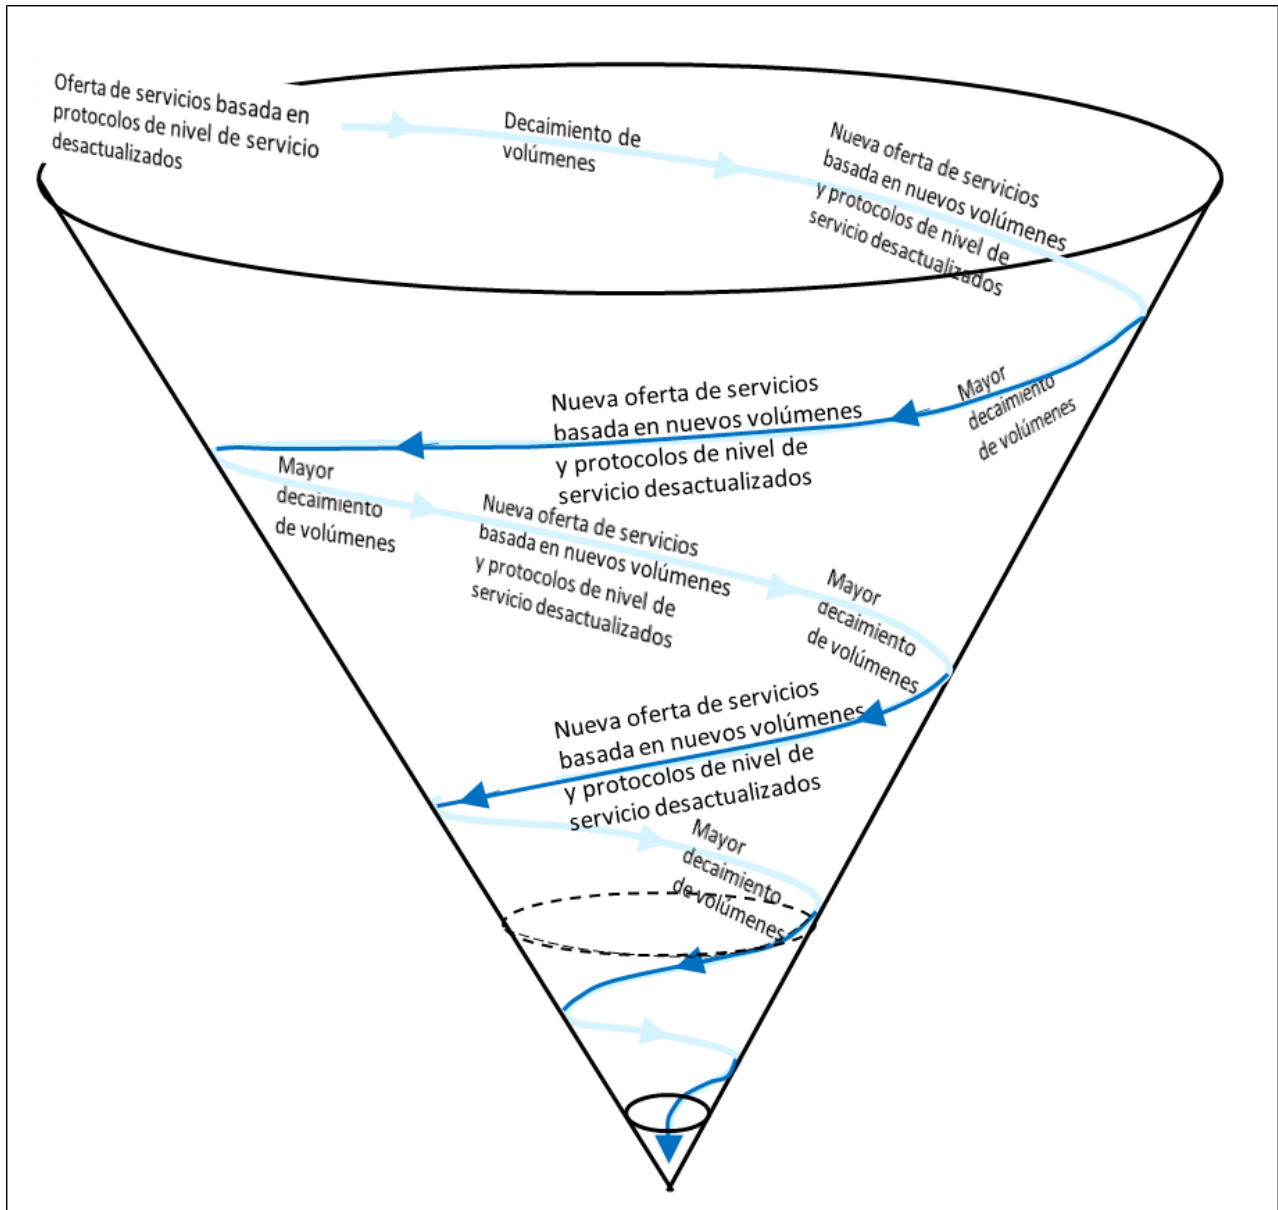 Oferta de servicios basada en
protocolos de nivel de servicio
desactualizados
Decaimiento de
volúmenes
Nueva oferta de servicios
basada en nuevos volúmenes
y protocolos de nivel de
servicio desactualizados
Mayor
decaimiento
de volúmenes
Nueva oferta de servicios
basada en nuevos volúmenes
y protocolos de nivel de
servicio desactualizados
Mayor
decaimiento
de volúmenes
Nueva oferta de servicios
basada en nuevos volúmenes
y protocolos de nivel de
servicio desactualizados
Mayor
decaimiento
de volúmenes
Nueva oferta de servicios
basada en nuevos volúmenes
y protocolos de nivel de
servicio desactualizados
Mayor
decaimiento
de volúmenes